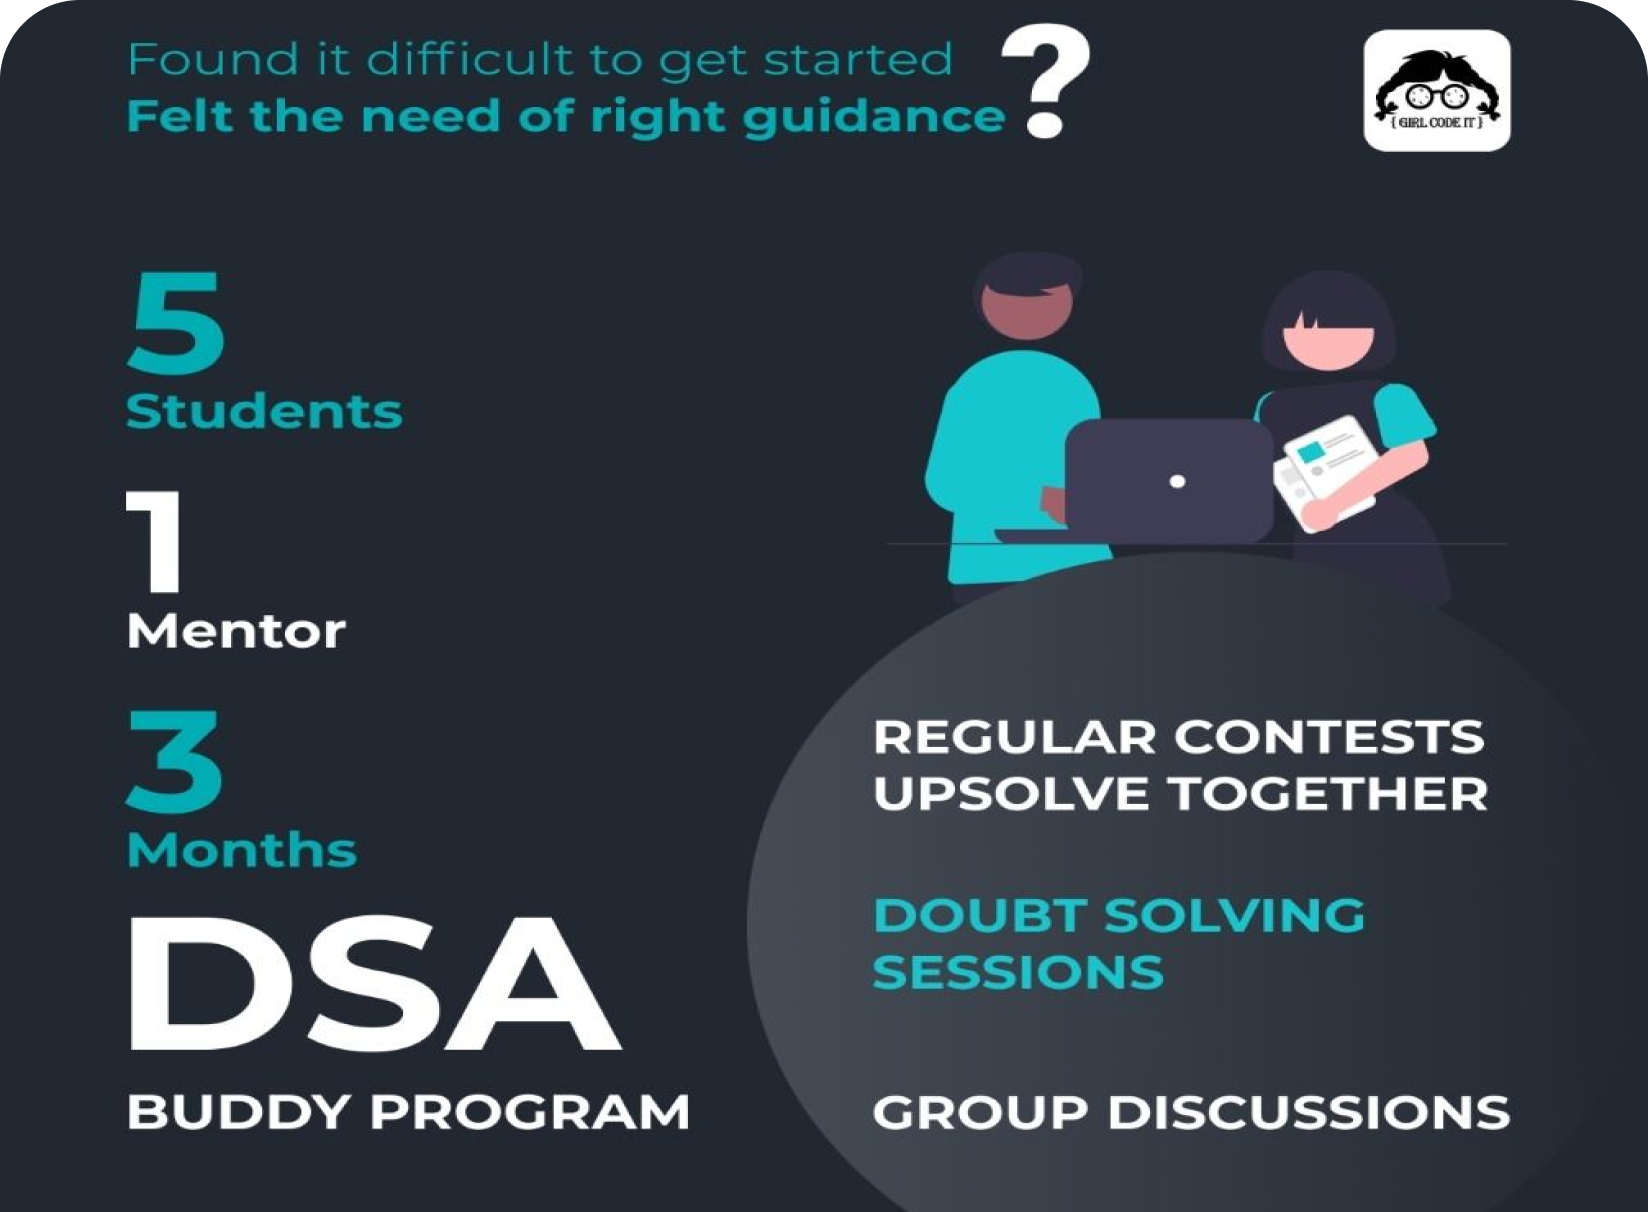 Found it difficult to get started
Felt the need of right guidance?
{ GIRL CODE IT }
5
Students
1
Mentor
3
Months
DSA
BUDDY PROGRAM
REGULAR CONTESTS
UPSOLVE TOGETHER
DOUBT SOLVING
SESSIONS
GROUP DISCUSSIONS